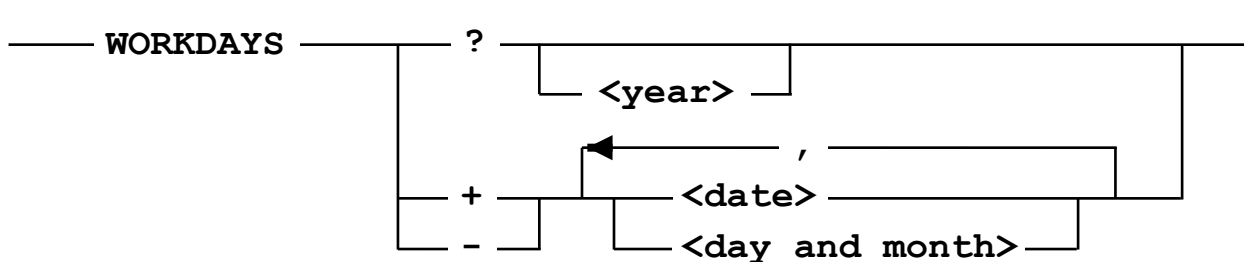 WORKDAYS ?
<year>
,
+ <date>
- <day and month>